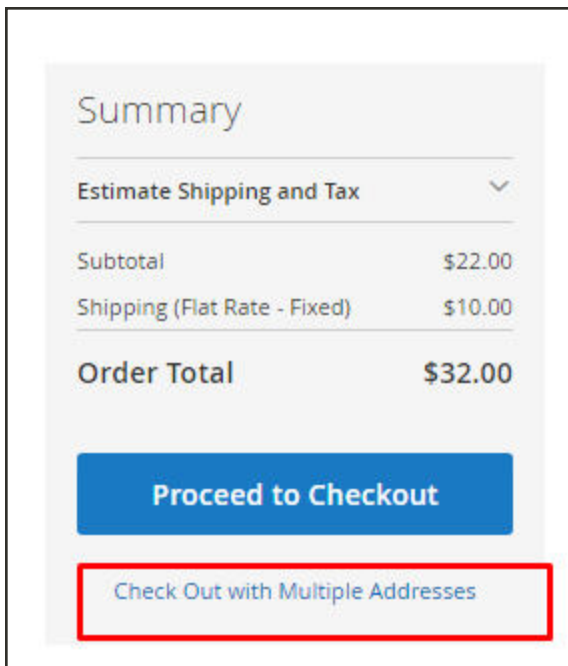 Summary
Estimate Shipping and Tax
Subtotal $22.00
Shipping (Flat Rate - Fixed) $10.00
Order Total $32.00
Proceed to Checkout
Check Out with Multiple Addresses